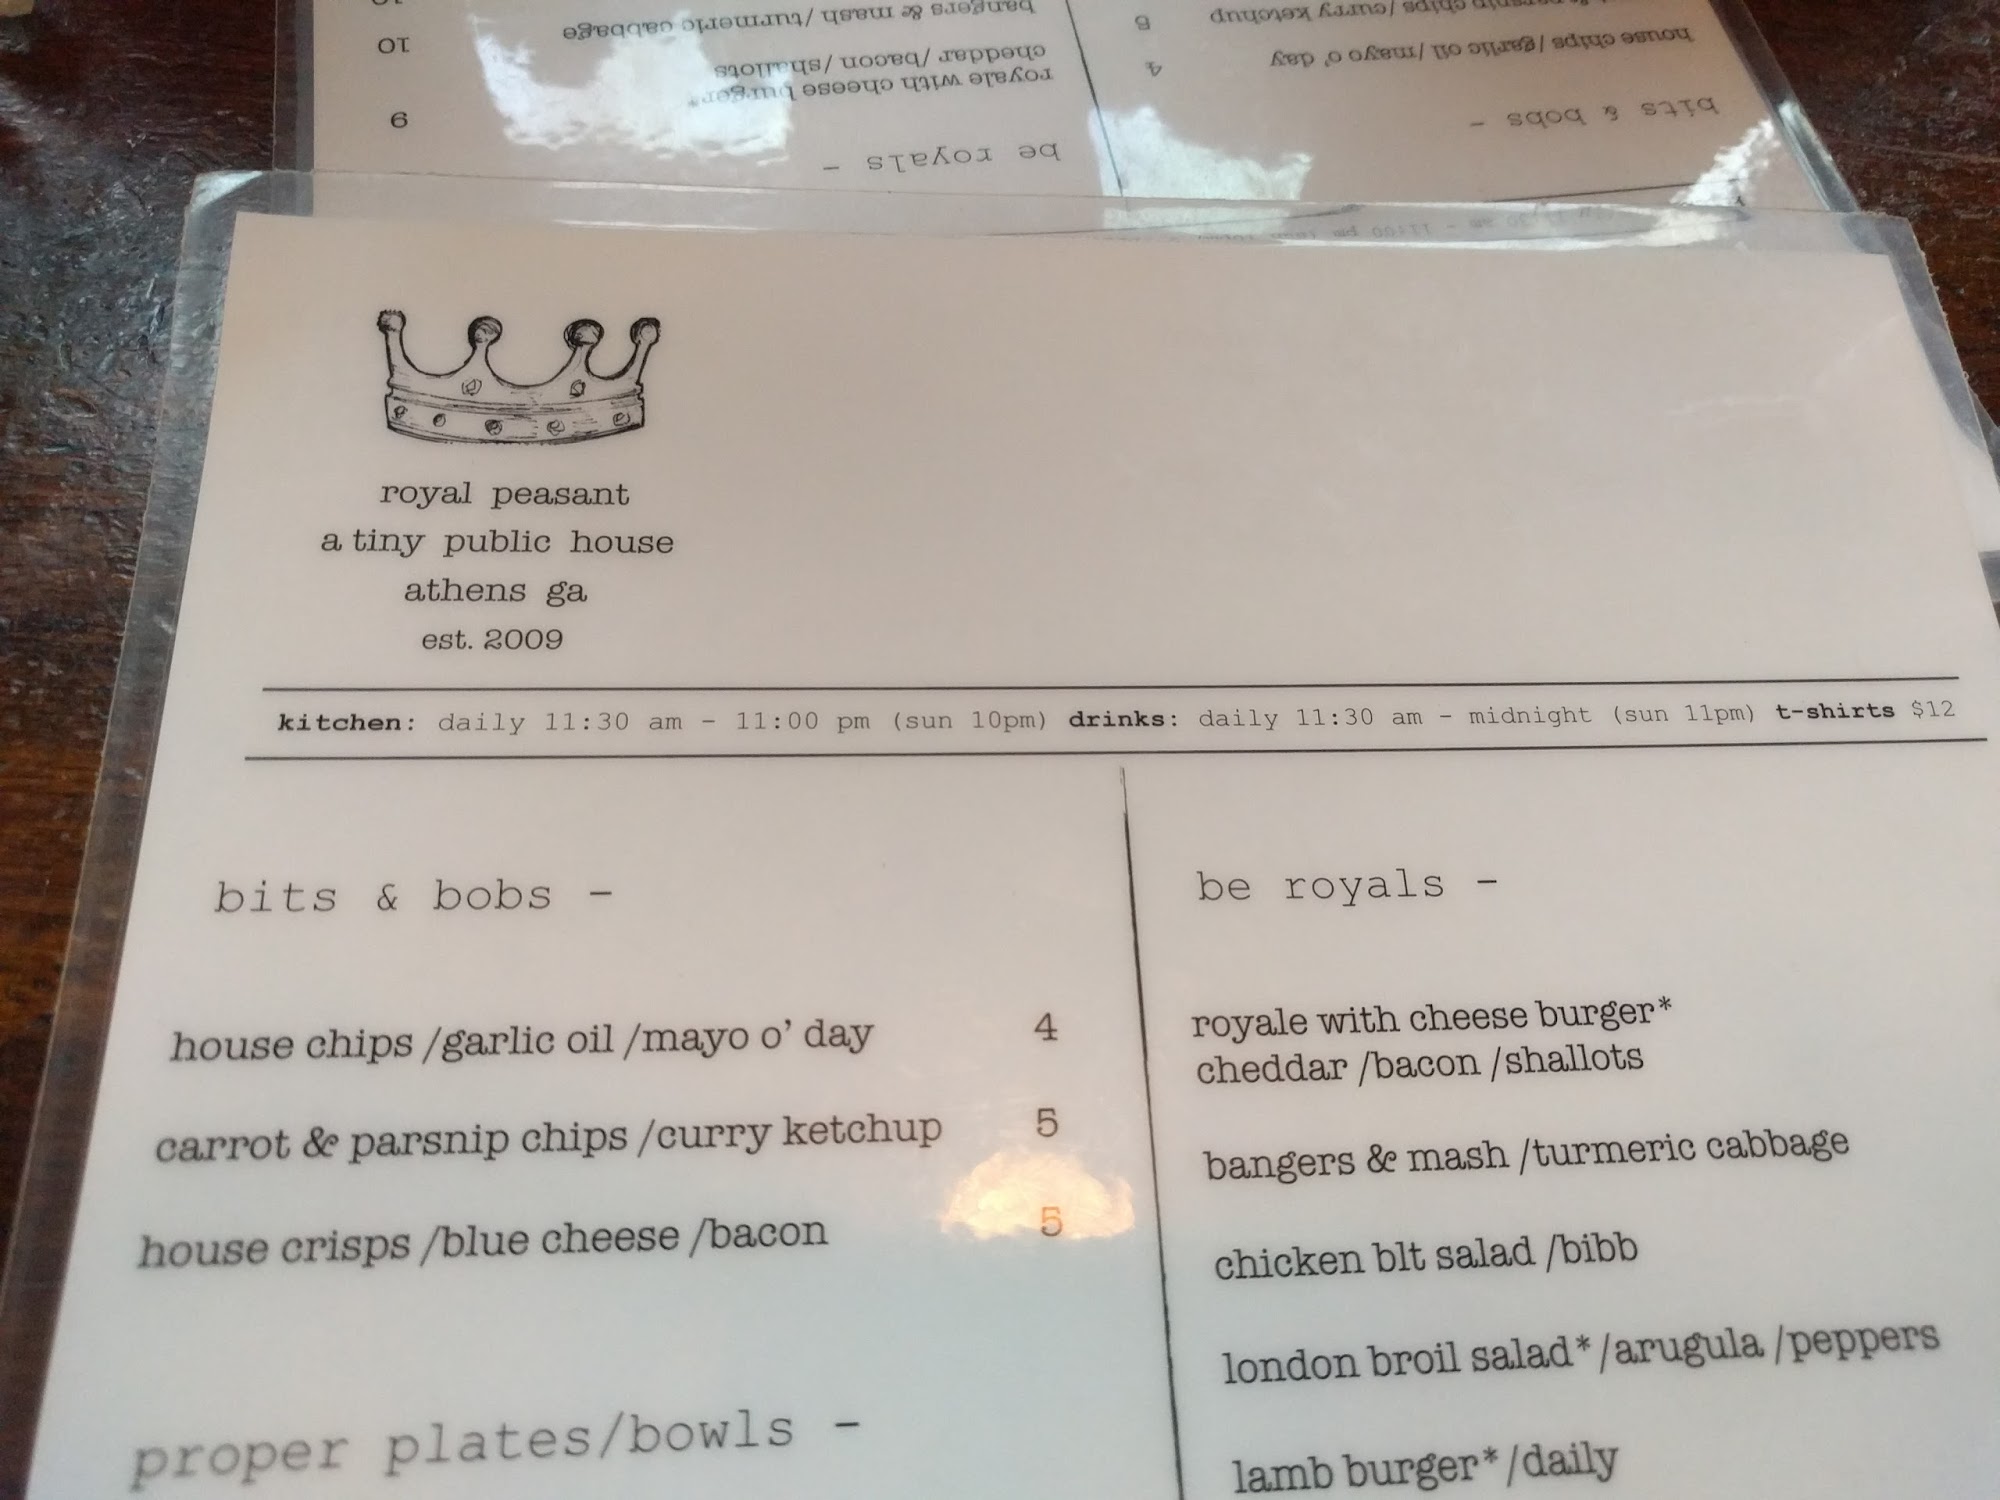 bangers & mash /turmeric cabbage
10
cheddar /bacon /shallots
royale with cheese burger*
9
be royals -
/curry ketchup
5
house chips /garlic oil /mayo o' day
4
bits & bobs -
royal peasant
a tiny public house
athens ga
est. 2009
kitchen: daily 11:30 am - 11:00 pm (sun 10pm) drinks: daily 11:30 am - midnight (sun 11pm) t-shirts $12
bits & bobs -
house chips /garlic oil /mayo o' day 4
carrot & parsnip chips /curry ketchup 5
house crisps /blue cheese /bacon 5
proper plates/bowls -
be royals -
royale with cheese burger*
cheddar /bacon /shallots
bangers & mash /turmeric cabbage
chicken blt salad /bibb
london broil salad* /arugula /peppers
lamb burger* /daily